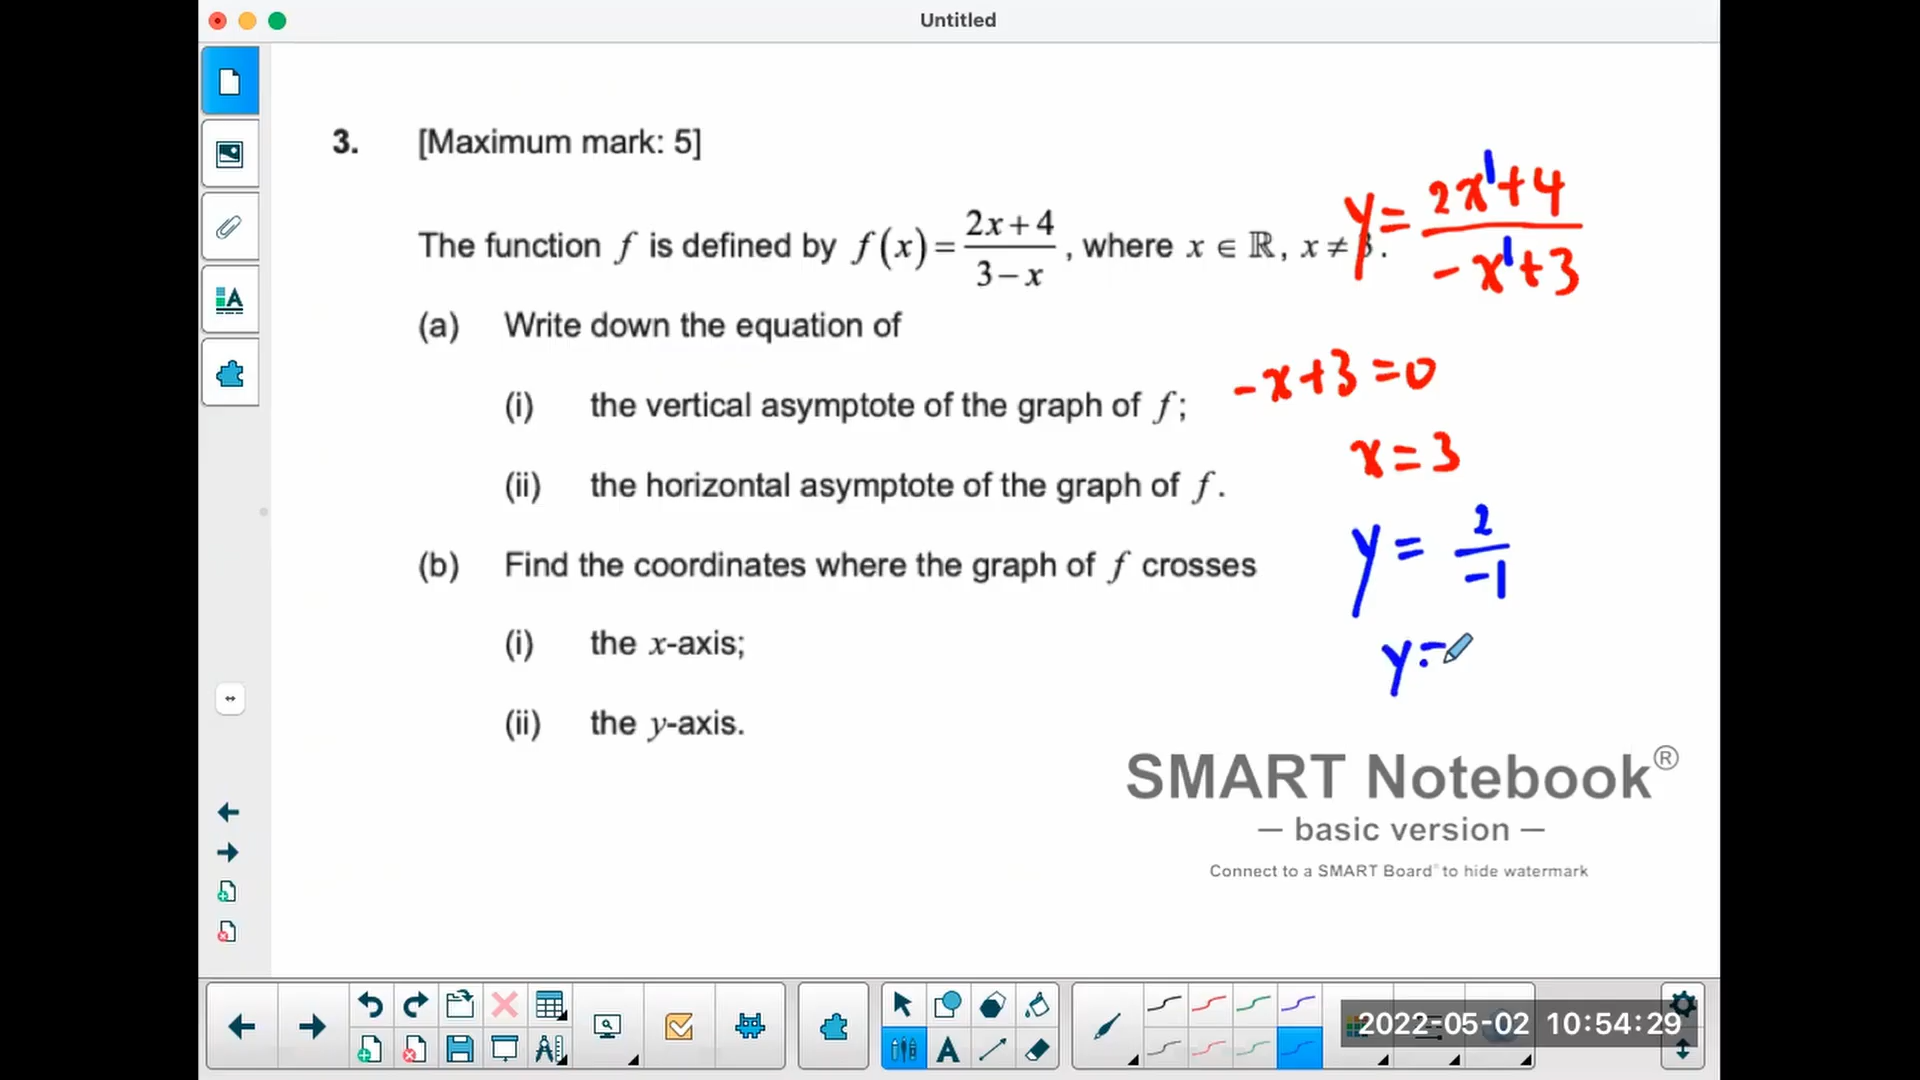 Untitled
3. [Maximum mark: 5]
The function f is defined by f(x) = (2x+4)/(3−x), where x ∈ ℝ, x ≠ 3.
y = (2x¹+4)/(-x¹+3)
(a) Write down the equation of
(i) the vertical asymptote of the graph of f;
-x+3=0
x=3
(ii) the horizontal asymptote of the graph of f.
y = 2/-1
(b) Find the coordinates where the graph of f crosses
(i) the x-axis;
y=
(ii) the y-axis.
SMART Notebook®
— basic version —
Connect to a SMART Board® to hide watermark
A
A
2022-05-02 10:54:29